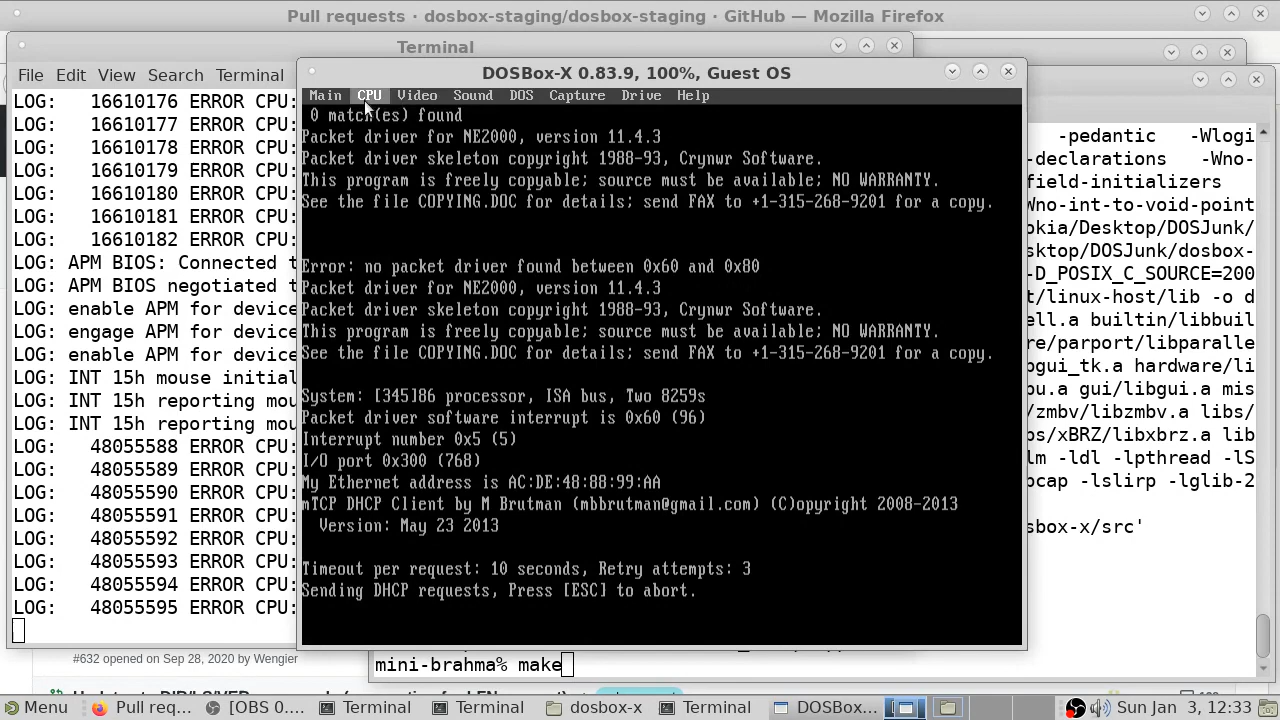 Pull requests · dosbox-staging/dosbox-staging · GitHub — Mozilla Firefox
Terminal
File Edit View Search Terminal
LOG: 16610176 ERROR CPU:
LOG: 16610177 ERROR CPU:
LOG: 16610178 ERROR CPU:
LOG: 16610179 ERROR CPU:
LOG: 16610180 ERROR CPU:
LOG: 16610181 ERROR CPU:
LOG: 16610182 ERROR CPU:
LOG: APM BIOS: Connected t
LOG: APM BIOS negotiated t
LOG: enable APM for device
LOG: engage APM for device
LOG: enable APM for device
LOG: INT 15h mouse initial
LOG: INT 15h reporting mou
LOG: INT 15h reporting mou
LOG: 48055588 ERROR CPU:
LOG: 48055589 ERROR CPU:
LOG: 48055590 ERROR CPU:
LOG: 48055591 ERROR CPU:
LOG: 48055592 ERROR CPU:
LOG: 48055593 ERROR CPU:
LOG: 48055594 ERROR CPU:
LOG: 48055595 ERROR CPU:
DOSBox-X 0.83.9, 100%, Guest OS
Main CPU Video Sound DOS Capture Drive Help
0 match(es) found
Packet driver for NE2000, version 11.4.3
Packet driver skeleton copyright 1988-93, Crynwr Software.
This program is freely copyable; source must be available; NO WARRANTY.
See the file COPYING.DOC for details; send FAX to +1-315-268-9201 for a copy.
Error: no packet driver found between 0x60 and 0x80
Packet driver for NE2000, version 11.4.3
Packet driver skeleton copyright 1988-93, Crynwr Software.
This program is freely copyable; source must be available; NO WARRANTY.
See the file COPYING.DOC for details; send FAX to +1-315-268-9201 for a copy.
System: [345]86 processor, ISA bus, Two 8259s
Packet driver software interrupt is 0x60 (96)
Interrupt number 0x5 (5)
I/O port 0x300 (768)
My Ethernet address is AC:DE:48:88:99:AA
mTCP DHCP Client by M Brutman (mbbrutman@gmail.com) (C)opyright 2008-2013
Version: May 23 2013
Timeout per request: 10 seconds, Retry attempts: 3
Sending DHCP requests, Press [ESC] to abort.
-pedantic -Wlogi
-declarations -Wno-
field-initializers
Wno-int-to-void-point
okia/Desktop/DOSJunk/
sktop/DOSJunk/dosbox-
-D_POSIX_C_SOURCE=200
t/linux-host/lib -o d
ell.a builtin/libbuil
re/parport/libparalle
bgui_tk.a hardware/li
pu.a gui/libgui.a mis
/zmbv/libzmbv.a libs/
bs/xBRZ/libxbrz.a lib
lm -ldl -lpthread -lS
pcap -lslirp -lglib-2
sbox-x/src'
mini-brahma% make
#632 opened on Sep 28, 2020 by Wengier
Menu Pull req... [OBS 0.... Terminal Terminal dosbox-x Terminal DOSBox... Sun Jan 3, 12:33